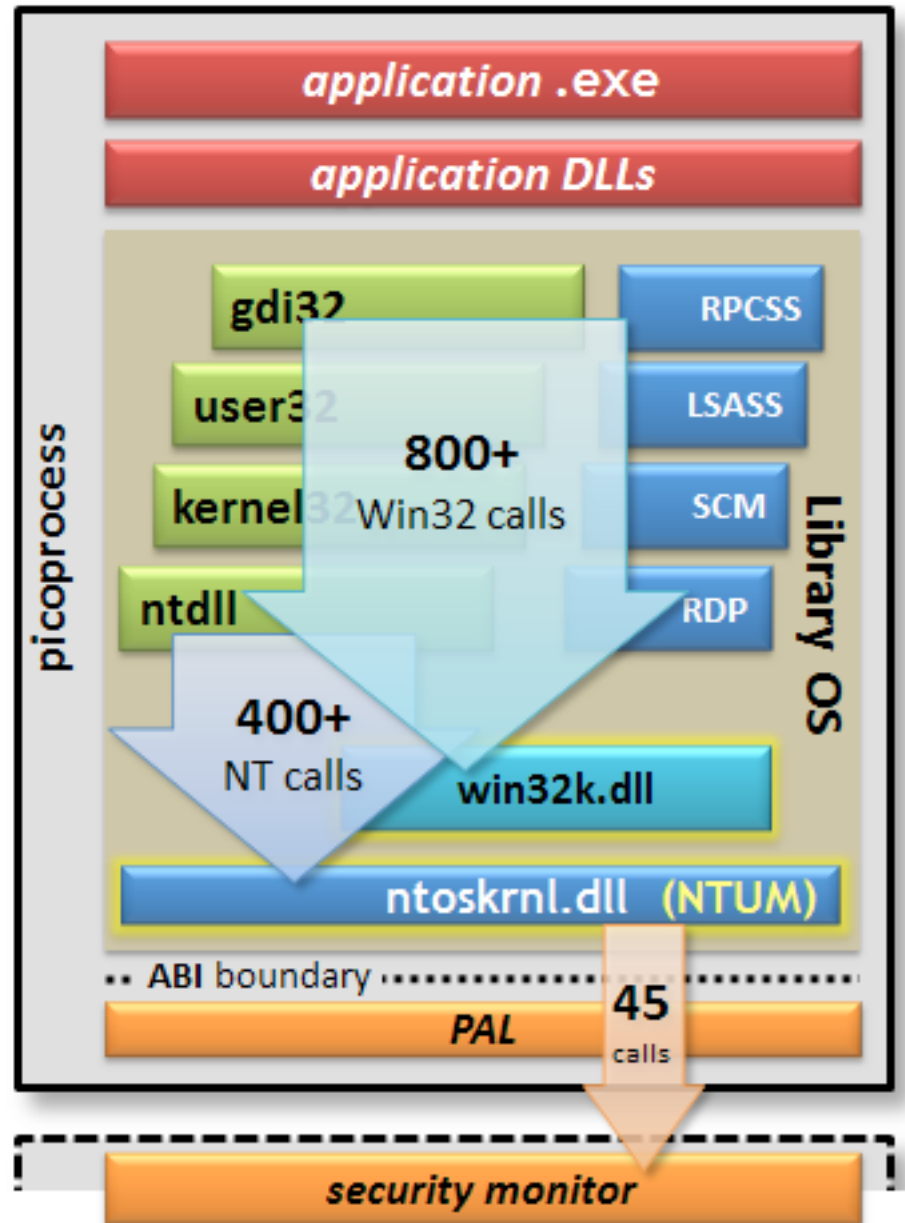 application .exe
application DLLs
gdi32
RPCSS
user32
LSASS
800+
Win32 calls
kernel32
SCM
ntdll
RDP
picoprocess
Library OS
400+
NT calls
win32k.dll
ntoskrnl.dll (NTUM)
ABI boundary
45
calls
PAL
security monitor